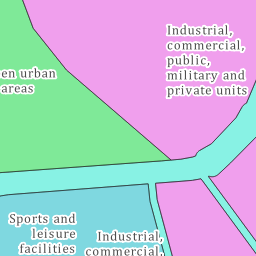 Industrial,
commercial,
public,
military and
private units
en urban
areas
Sports and
leisure
facilities
Industrial,
commercial,